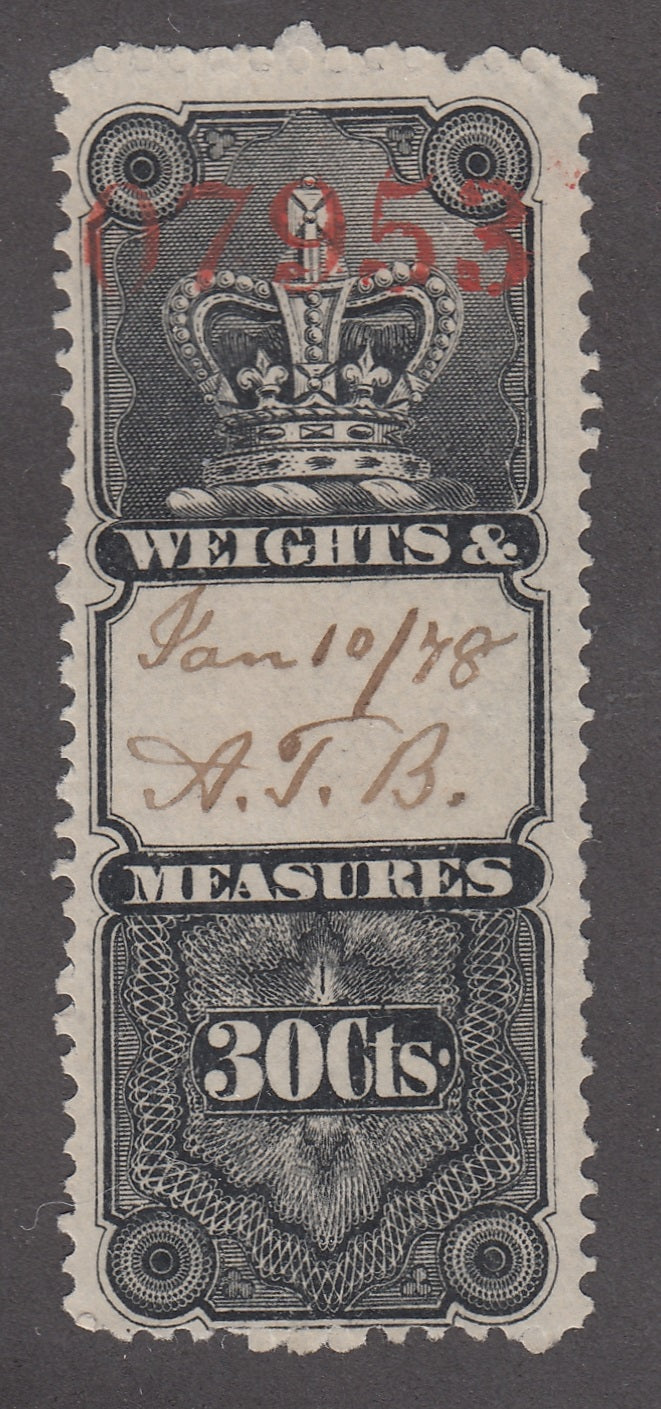 07953
WEIGHTS &
Jan 10/78
A.T.B.
MEASURES
30Cts.